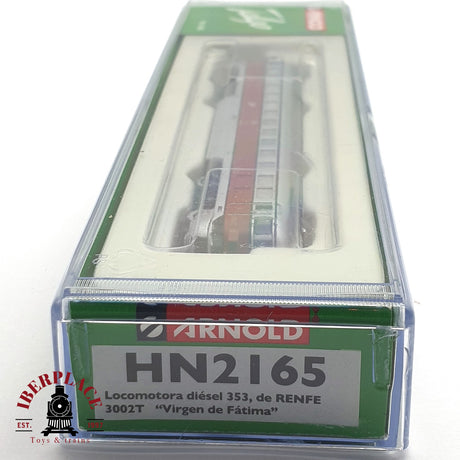 ARNOLD
HN2165
Locomotora diésel 353, de RENFE
3002T "Virgen de Fátima"
IBERPLACE
EST.
Toys & trains